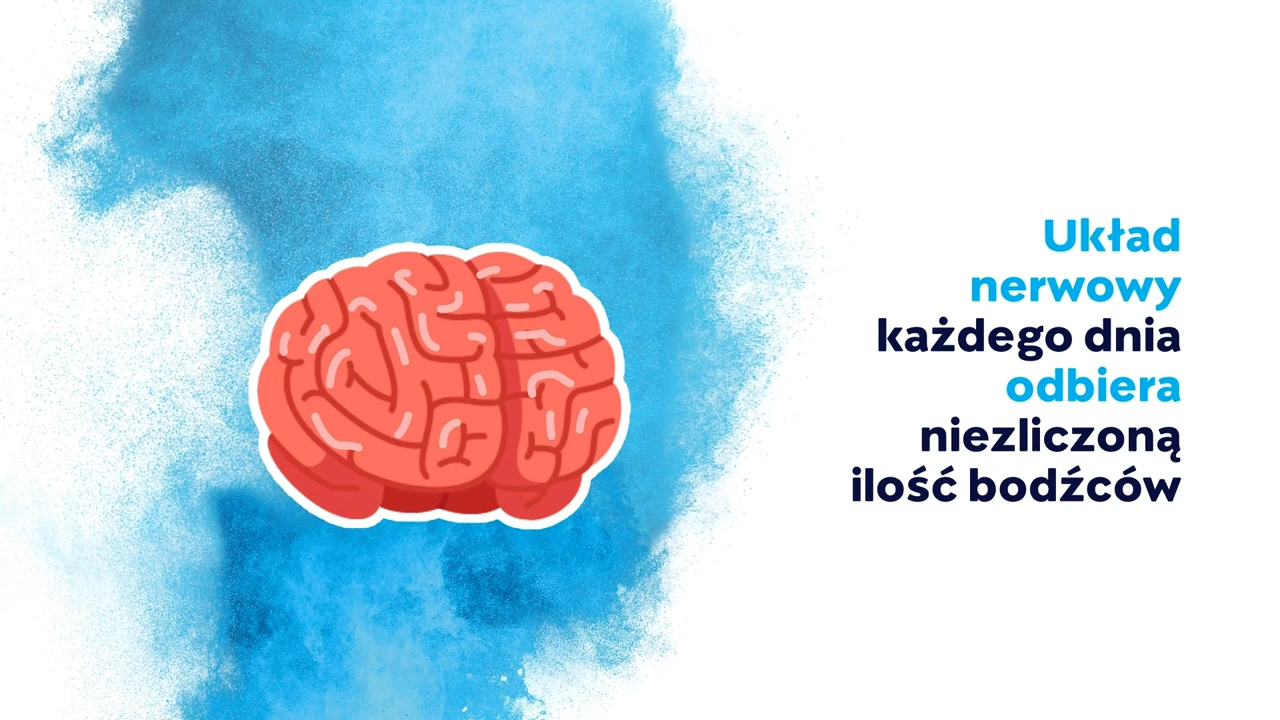 Układ
nerwowy
każdego dnia
odbiera
niezliczoną
ilość bodźców